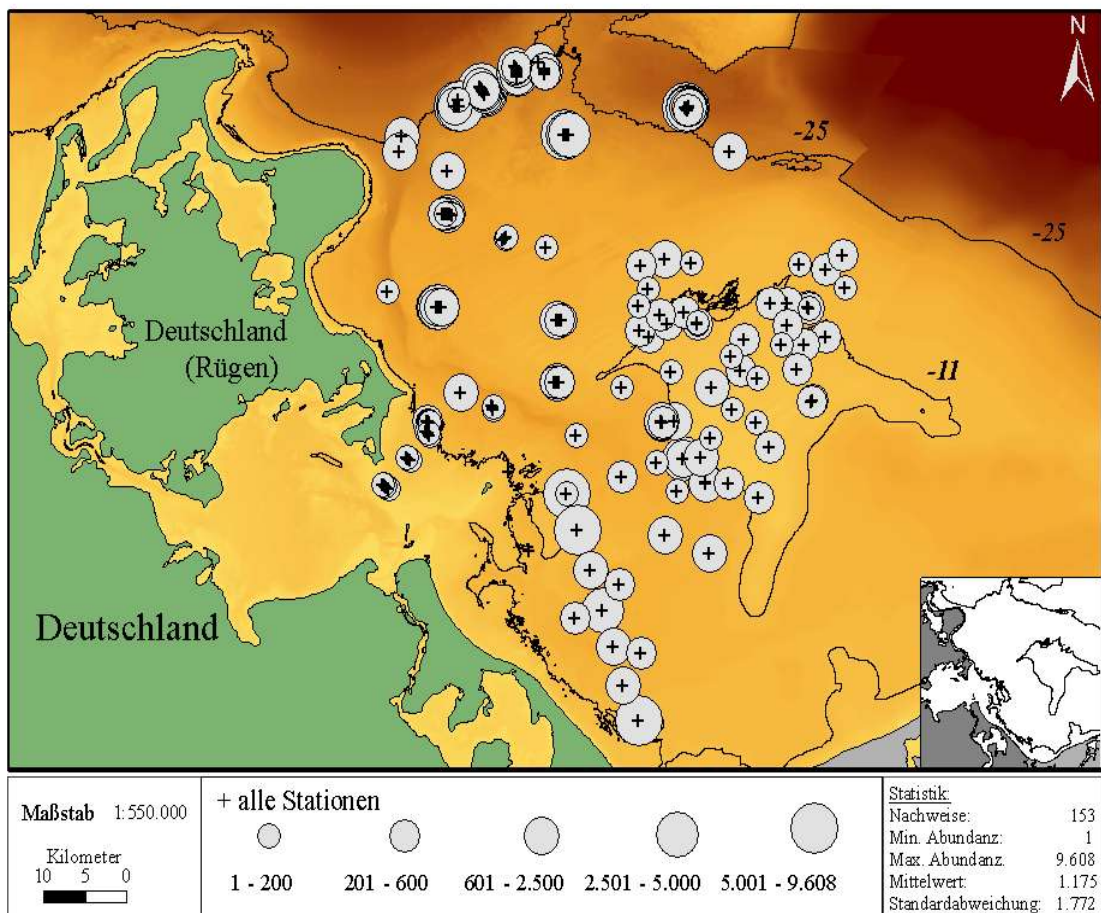 N
-25
-25
Deutschland
(Rügen)
-11
Deutschland
Maßstab 1:550.000
Kilometer
10 5 0
+ alle Stationen
1 - 200
201 - 600
601 - 2.500
2.501 - 5.000
5.001 - 9.608
Statistik:
Nachweise: 153
Min. Abundanz: 1
Max. Abundanz. 9.608
Mittelwert: 1.175
Standardabweichung: 1.772